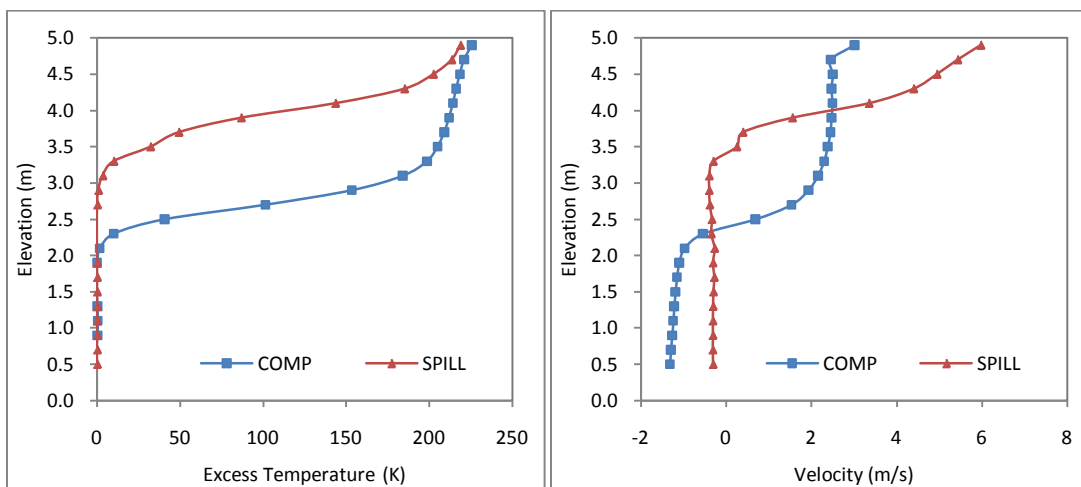 5.0
4.5
4.0
3.5
3.0
2.5
2.0
1.5
1.0
0.5
0.0
Elevation (m)
COMP
SPILL
0 50 100 150 200 250
Excess Temperature (K)
5.0
4.5
4.0
3.5
3.0
2.5
2.0
1.5
1.0
0.5
0.0
Elevation (m)
COMP
SPILL
-2 0 2 4 6 8
Velocity (m/s)